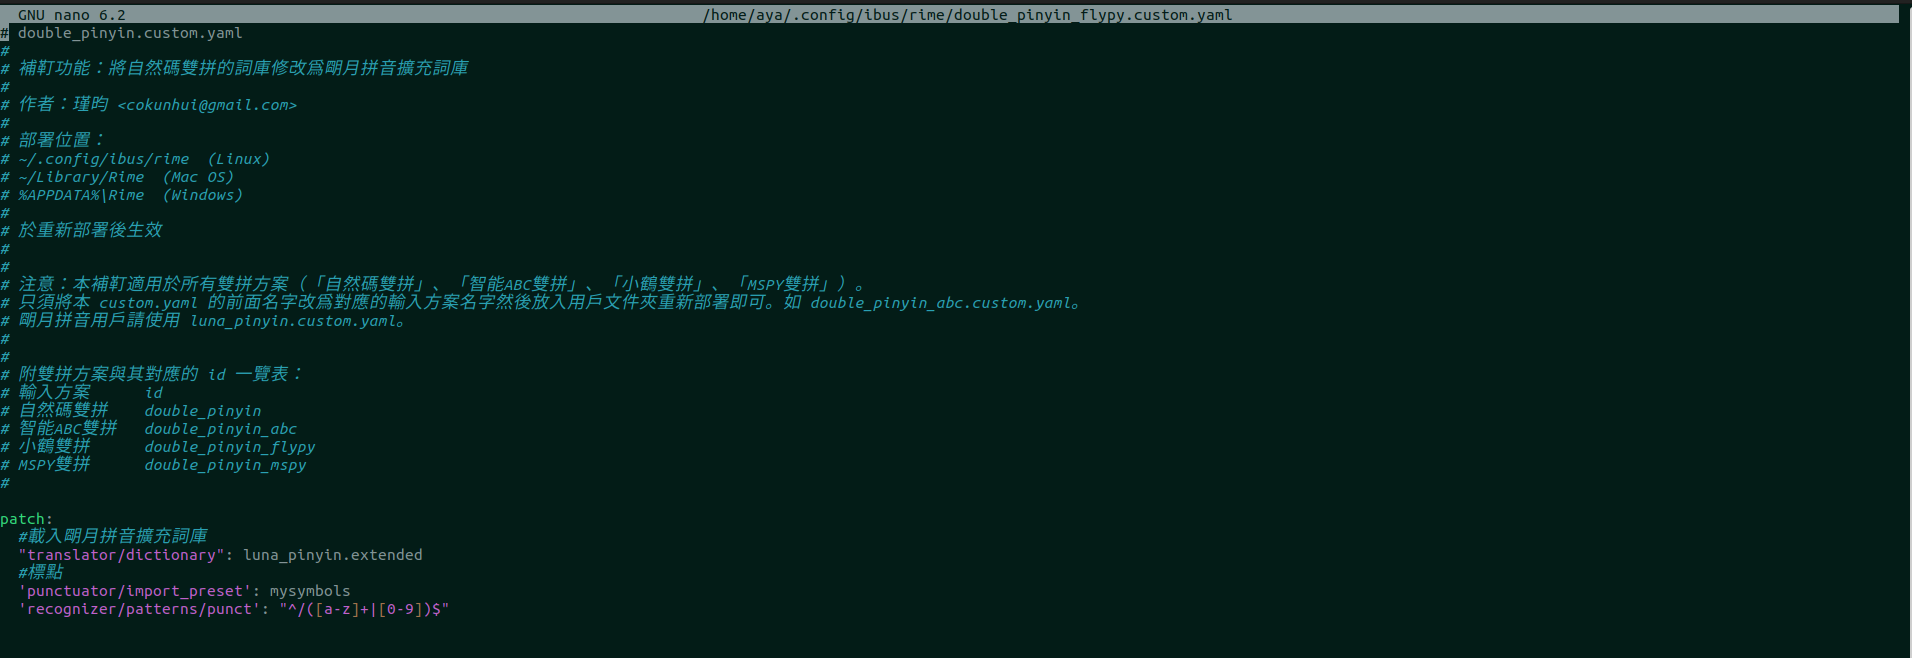 GNU nano 6.2 /home/aya/.config/ibus/rime/double_pinyin_flypy.custom.yaml
# double_pinyin.custom.yaml
#
# 補靪功能：將自然碼雙拼的詞庫修改爲朙月拼音擴充詞庫
#
# 作者：瑾昀 <cokunhui@gmail.com>
#
# 部署位置：
# ~/.config/ibus/rime  (Linux)
# ~/Library/Rime  (Mac OS)
# %APPDATA%\Rime  (Windows)
#
# 於重新部署後生效
#
#
# 注意：本補靪適用於所有雙拼方案（「自然碼雙拼」、「智能ABC雙拼」、「小鶴雙拼」、「MSPY雙拼」）。
# 只須將本 custom.yaml 的前面名字改爲對應的輸入方案名字然後放入用戶文件夾重新部署即可。如 double_pinyin_abc.custom.yaml。
# 朙月拼音用戶請使用 luna_pinyin.custom.yaml。
#
#
# 附雙拼方案與其對應的 id 一覽表：
# 輸入方案      id
# 自然碼雙拼    double_pinyin
# 智能ABC雙拼   double_pinyin_abc
# 小鶴雙拼      double_pinyin_flypy
# MSPY雙拼      double_pinyin_mspy
#
patch:
  #載入朙月拼音擴充詞庫
  "translator/dictionary": luna_pinyin.extended
  #標點
  'punctuator/import_preset': mysymbols
  'recognizer/patterns/punct': "^/([a-z]+|[0-9])$"